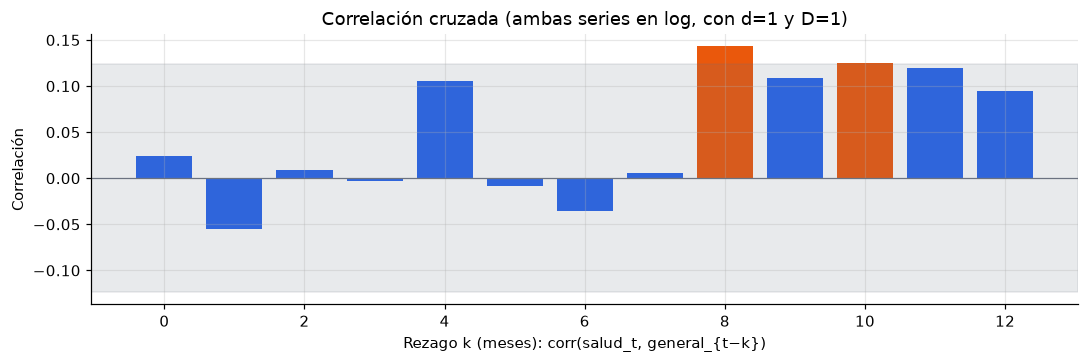 Correlación cruzada (ambas series en log, con d=1 y D=1)
0.15
0.10
0.05
0.00
−0.05
−0.10
Correlación
0 2 4 6 8 10 12
Rezago k (meses): corr(salud_t, general_{t−k})